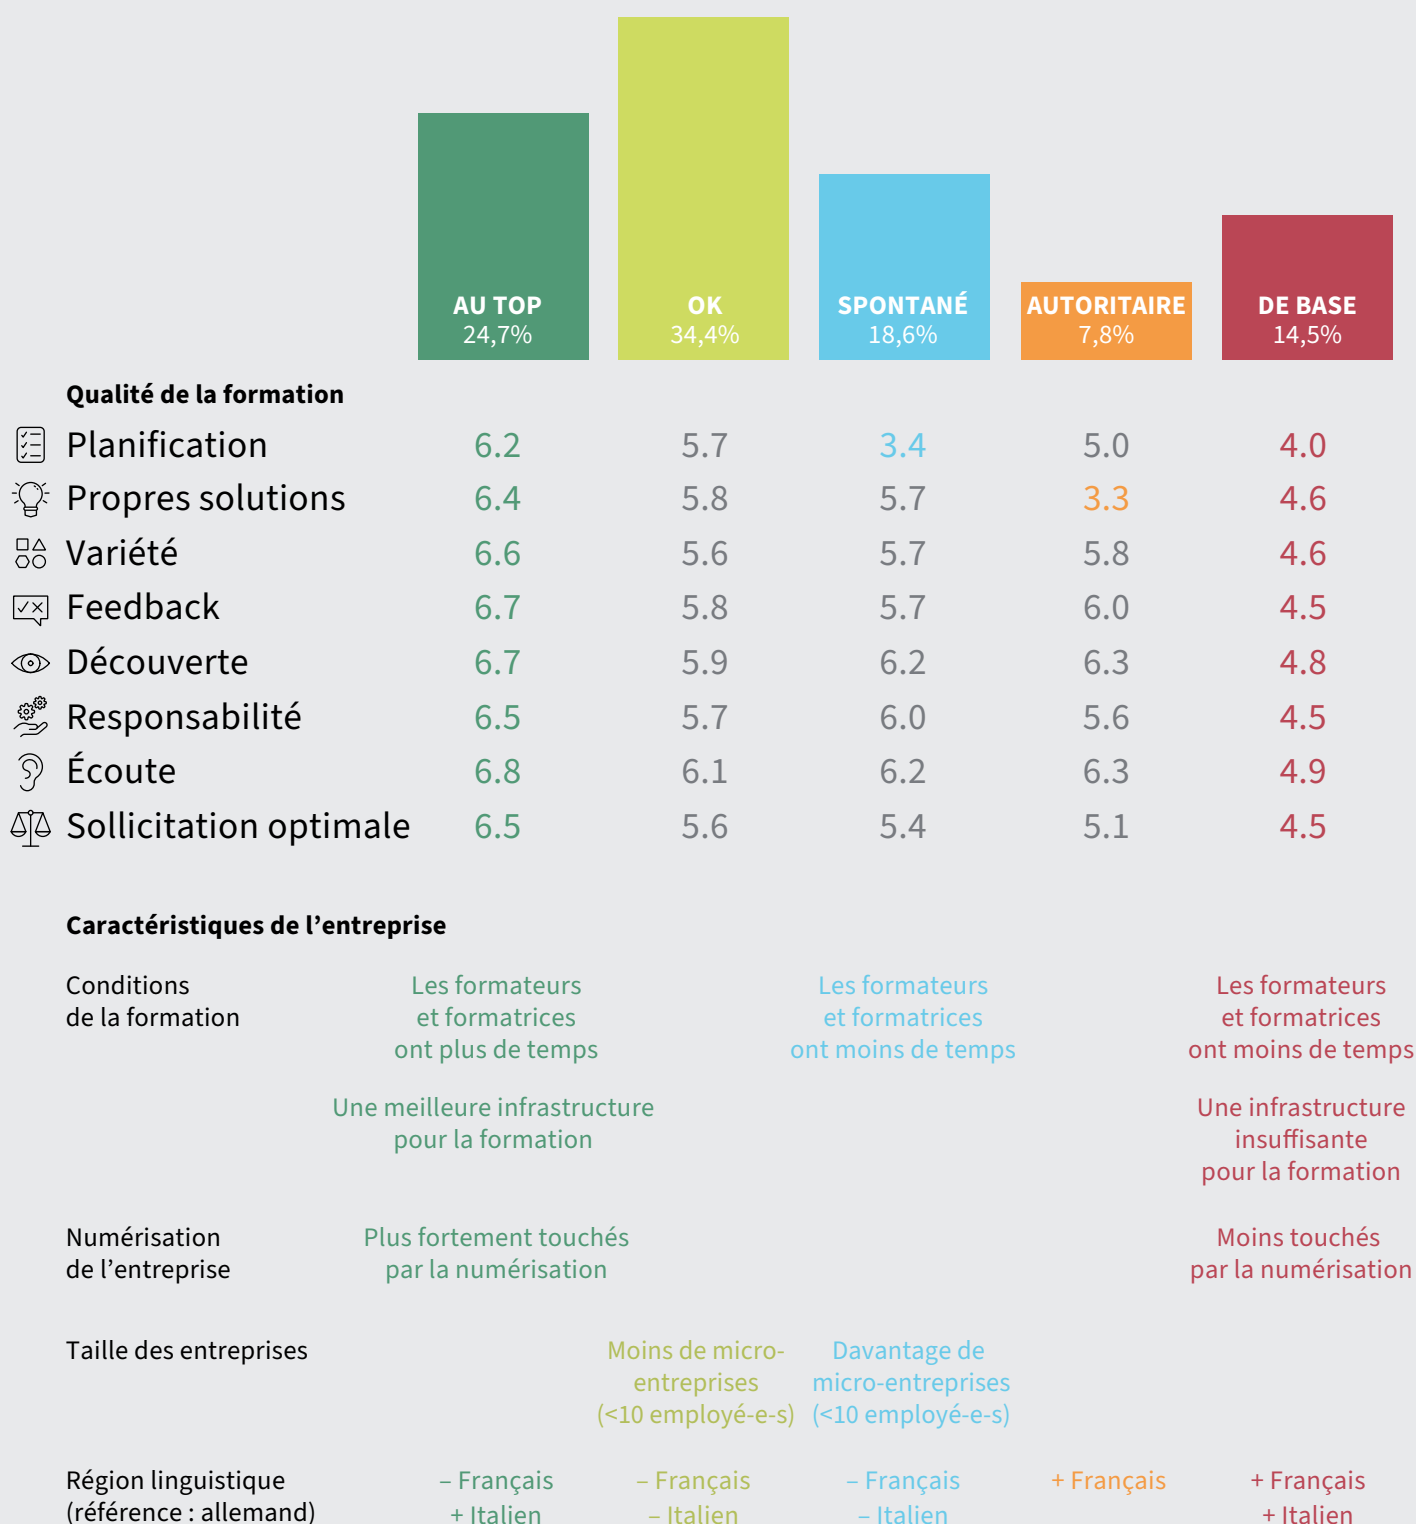 AU TOP
24,7%
OK
34,4%
SPONTANÉ
18,6%
AUTORITAIRE
7,8%
DE BASE
14,5%
Qualité de la formation
Planification 6.2 5.7 3.4 5.0 4.0
Propres solutions 6.4 5.8 5.7 3.3 4.6
Variété 6.6 5.6 5.7 5.8 4.6
Feedback 6.7 5.8 5.7 6.0 4.5
Découverte 6.7 5.9 6.2 6.3 4.8
Responsabilité 6.5 5.7 6.0 5.6 4.5
Écoute 6.8 6.1 6.2 6.3 4.9
Sollicitation optimale 6.5 5.6 5.4 5.1 4.5
Caractéristiques de l’entreprise
Conditions
de la formation
Les formateurs
et formatrices
ont plus de temps
Une meilleure infrastructure
pour la formation
Les formateurs
et formatrices
ont moins de temps
Les formateurs
et formatrices
ont moins de temps
Une infrastructure
insuffisante
pour la formation
Numérisation
de l’entreprise
Plus fortement touchés
par la numérisation
Moins touchés
par la numérisation
Taille des entreprises
Moins de micro-
entreprises
(<10 employé-e-s)
Davantage de
micro-entreprises
(<10 employé-e-s)
Région linguistique
(référence : allemand)
– Français
+ Italien
– Français
– Italien
– Français
– Italien
+ Français
+ Français
+ Italien